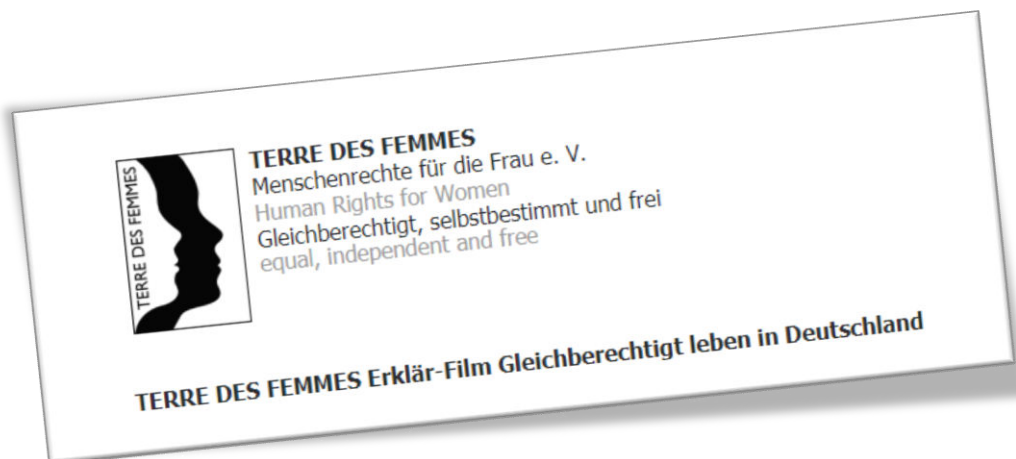 TERRE DES FEMMES
TERRE DES FEMMES
Menschenrechte für die Frau e. V.
Human Rights for Women
Gleichberechtigt, selbstbestimmt und frei
equal, independent and free
TERRE DES FEMMES Erklär-Film Gleichberechtigt leben in Deutschland